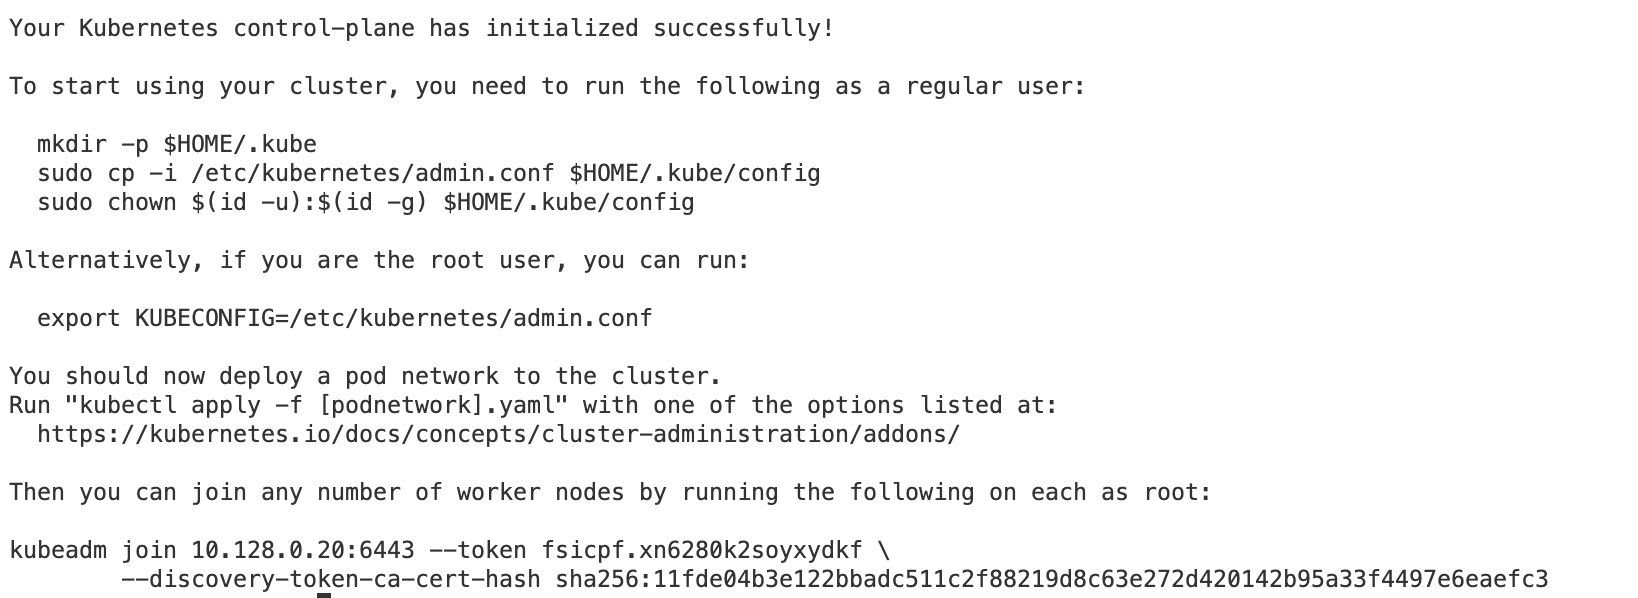 Your Kubernetes control-plane has initialized successfully!
To start using your cluster, you need to run the following as a regular user:
mkdir -p $HOME/.kube
sudo cp -i /etc/kubernetes/admin.conf $HOME/.kube/config
sudo chown $(id -u):$(id -g) $HOME/.kube/config
Alternatively, if you are the root user, you can run:
export KUBECONFIG=/etc/kubernetes/admin.conf
You should now deploy a pod network to the cluster.
Run "kubectl apply -f [podnetwork].yaml" with one of the options listed at:
https://kubernetes.io/docs/concepts/cluster-administration/addons/
Then you can join any number of worker nodes by running the following on each as root:
kubeadm join 10.128.0.20:6443 --token fsicpf.xn6280k2soyxydkf \
--discovery-token-ca-cert-hash sha256:11fde04b3e122bbadc511c2f88219d8c63e272d420142b95a33f4497e6eaefc3